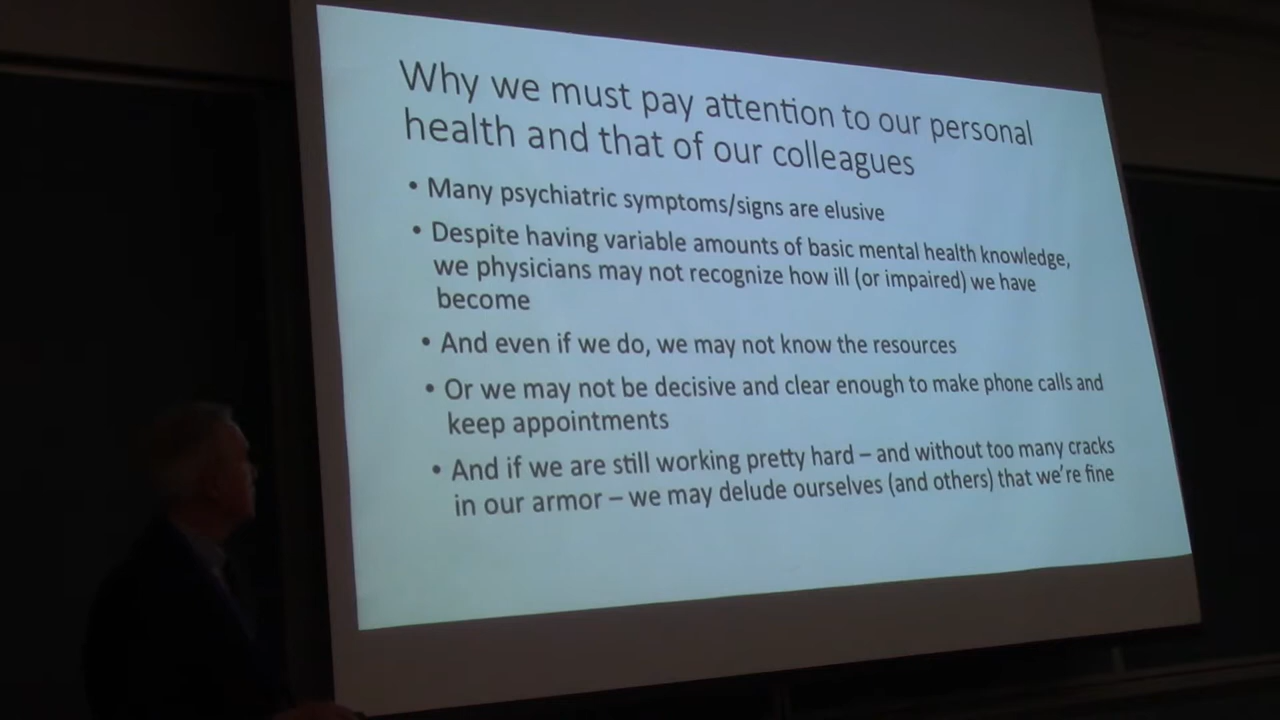 Why we must pay attention to our personal
health and that of our colleagues
• Many psychiatric symptoms/signs are elusive
• Despite having variable amounts of basic mental health knowledge,
we physicians may not recognize how ill (or impaired) we have
become
• And even if we do, we may not know the resources
• Or we may not be decisive and clear enough to make phone calls and
keep appointments
• And if we are still working pretty hard – and without too many cracks
in our armor – we may delude ourselves (and others) that we're fine